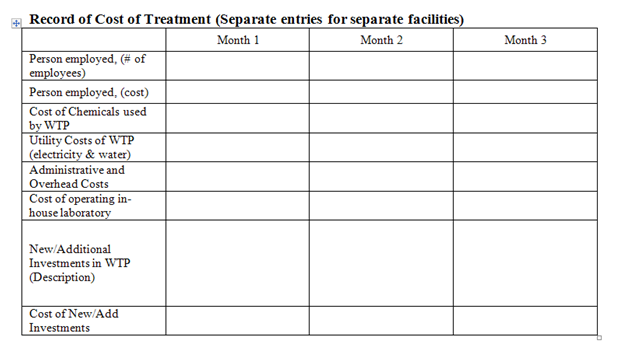 Record of Cost of Treatment (Separate entries for separate facilities)
Month 1 Month 2 Month 3
Person employed, (# of
employees)
Person employed, (cost)
Cost of Chemicals used
by WTP
Utility Costs of WTP
(electricity & water)
Administrative and
Overhead Costs
Cost of operating in-
house laboratory
New/Additional
Investments in WTP
(Description)
Cost of New/Add
Investments